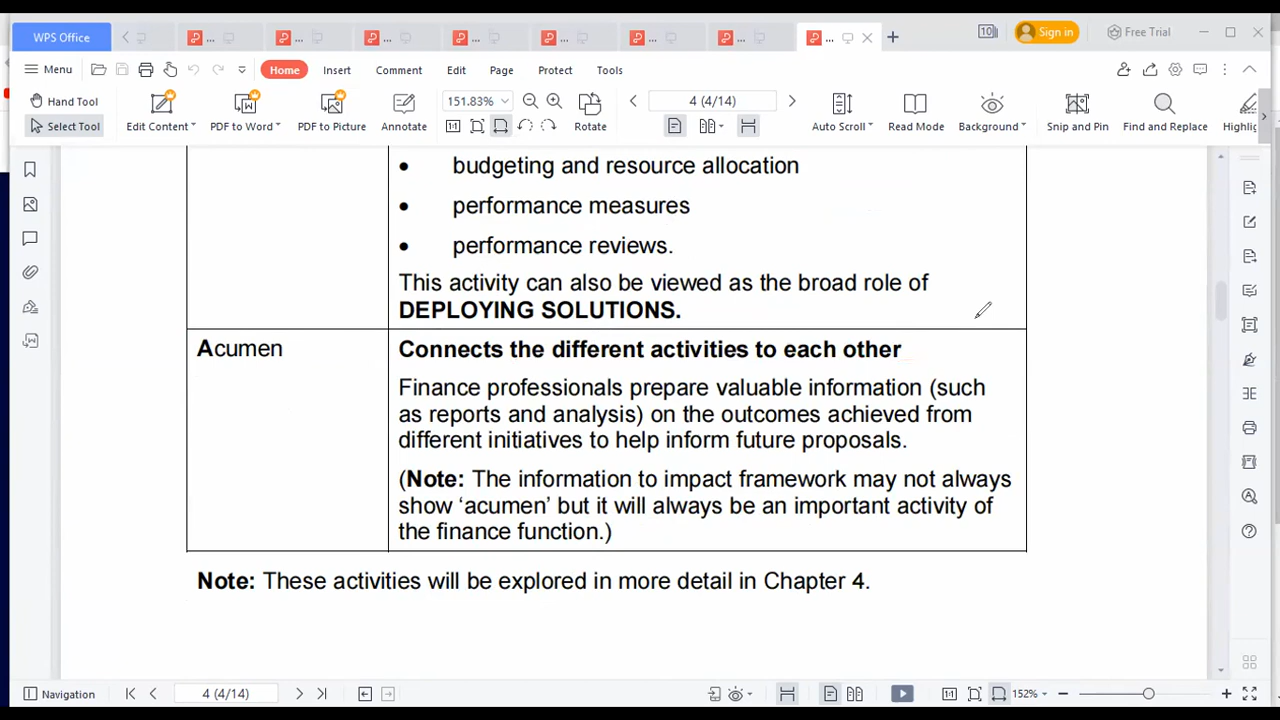 WPS Office
...
...
...
...
...
...
...
...
10
Sign in
Free Trial
Menu
Home
Insert
Comment
Edit
Page
Protect
Tools
Hand Tool
Select Tool
Edit Content
PDF to Word
PDF to Picture
Annotate
151.83%
Rotate
4 (4/14)
Auto Scroll
Read Mode
Background
Snip and Pin
Find and Replace
Highlig
• budgeting and resource allocation
• performance measures
• performance reviews.
This activity can also be viewed as the broad role of
DEPLOYING SOLUTIONS.
Acumen
Connects the different activities to each other
Finance professionals prepare valuable information (such
as reports and analysis) on the outcomes achieved from
different initiatives to help inform future proposals.
(Note: The information to impact framework may not always
show ‘acumen’ but it will always be an important activity of
the finance function.)
Note: These activities will be explored in more detail in Chapter 4.
Navigation
4 (4/14)
152%